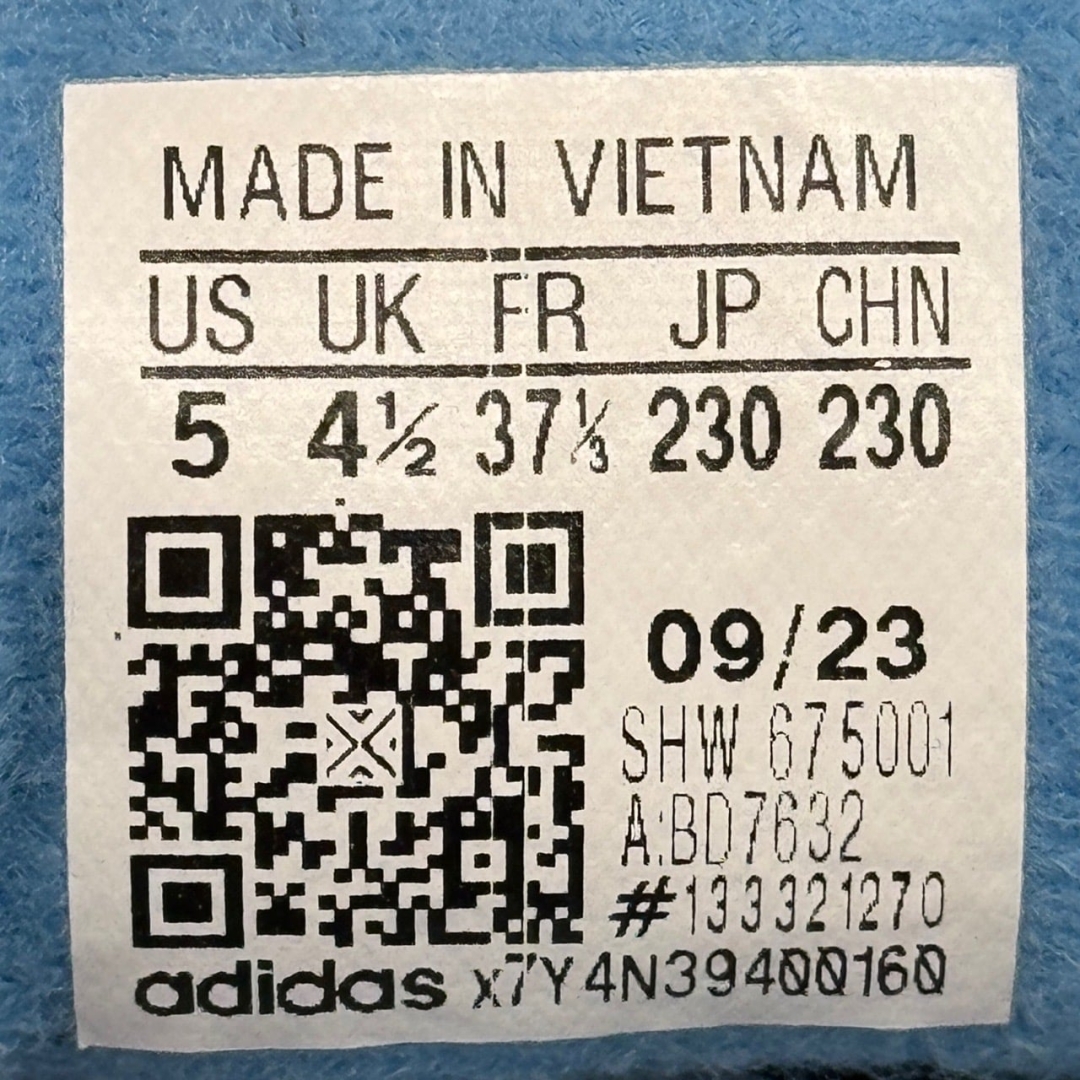 MADE IN VIETNAM
US UK FR JP CHN
5 4½ 37⅓ 230 230
09/23
SHW 675001
A:BD7632
#133321270
adidas x7Y4N39400160